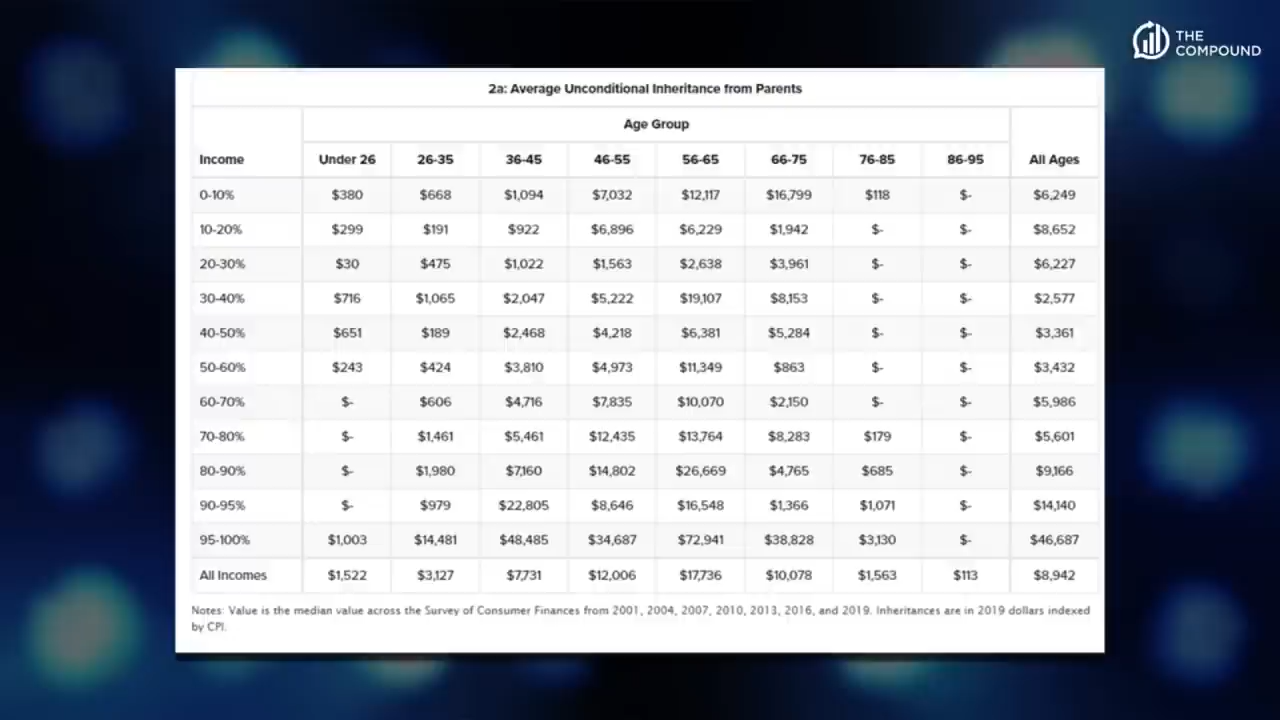 THE
COMPOUND
2a: Average Unconditional Inheritance from Parents
Age Group
Income Under 26 26-35 36-45 46-55 56-65 66-75 76-85 86-95 All Ages
0-10% $380 $668 $1,094 $7,032 $12,117 $16,799 $118 $- $6,249
10-20% $299 $191 $922 $6,896 $6,229 $1,942 $- $- $8,652
20-30% $30 $475 $1,022 $1,563 $2,638 $3,961 $- $- $6,227
30-40% $716 $1,065 $2,047 $5,222 $19,107 $8,153 $- $- $2,577
40-50% $651 $189 $2,468 $4,218 $6,381 $5,284 $- $- $3,361
50-60% $243 $424 $3,810 $4,973 $11,349 $863 $- $- $3,432
60-70% $- $606 $4,716 $7,835 $10,070 $2,150 $- $- $5,986
70-80% $- $1,461 $5,461 $12,435 $13,764 $8,283 $179 $- $5,601
80-90% $- $1,980 $7,160 $14,802 $26,669 $4,765 $685 $- $9,166
90-95% $- $979 $22,805 $8,646 $16,548 $1,366 $1,071 $- $14,140
95-100% $1,003 $14,481 $48,485 $34,687 $72,941 $38,828 $3,130 $- $46,687
All Incomes $1,522 $3,127 $7,731 $12,006 $17,736 $10,078 $1,563 $113 $8,942
Notes: Value is the median value across the Survey of Consumer Finances from 2001, 2004, 2007, 2010, 2013, 2016, and 2019. Inheritances are in 2019 dollars indexed
by CPI.